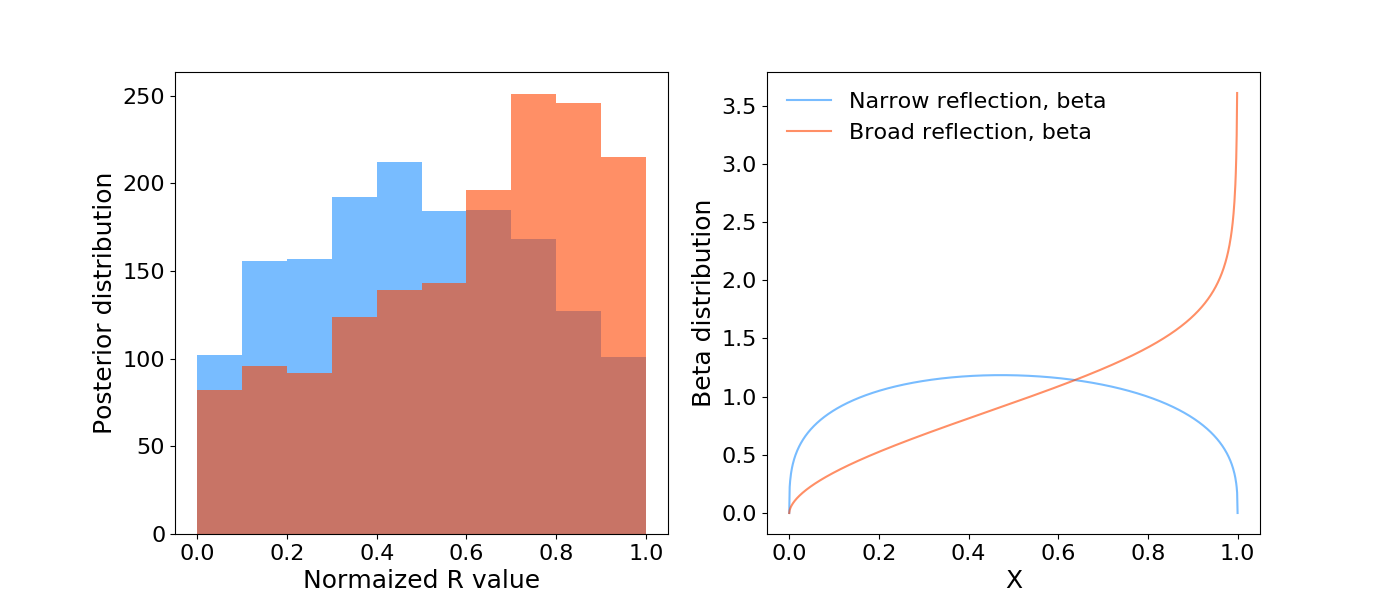 250
200
150
100
50
0
0.0 0.2 0.4 0.6 0.8 1.0
Normaized R value
Posterior distribution
Narrow reflection, beta
Broad reflection, beta
3.5
3.0
2.5
2.0
1.5
1.0
0.5
0.0
0.0 0.2 0.4 0.6 0.8 1.0
X
Beta distribution